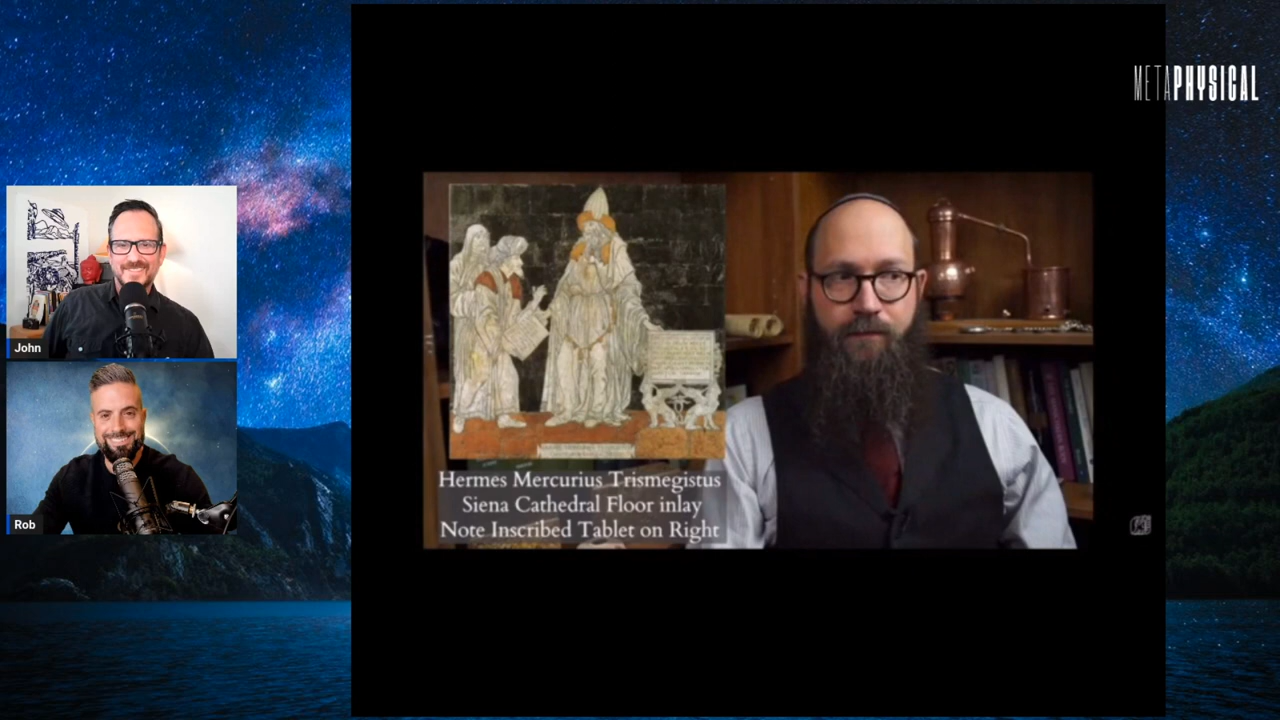 METAPHYSICAL
John
Rob
Hermes Mercurius Trismegistus
Siena Cathedral Floor inlay
Note Inscribed Tablet on Right